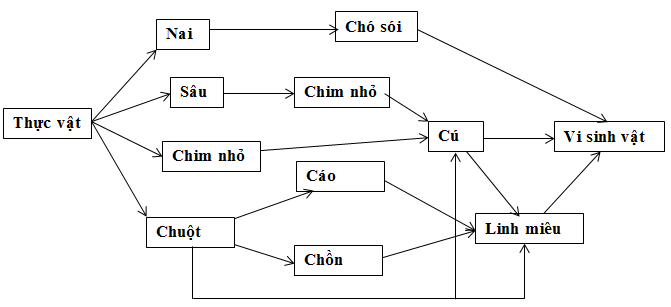 Nai
Chó sói
Sâu
Chim nhỏ
Thực vật
Cú
Vi sinh vật
Chim nhỏ
Cáo
Chuột
Linh miêu
Chồn